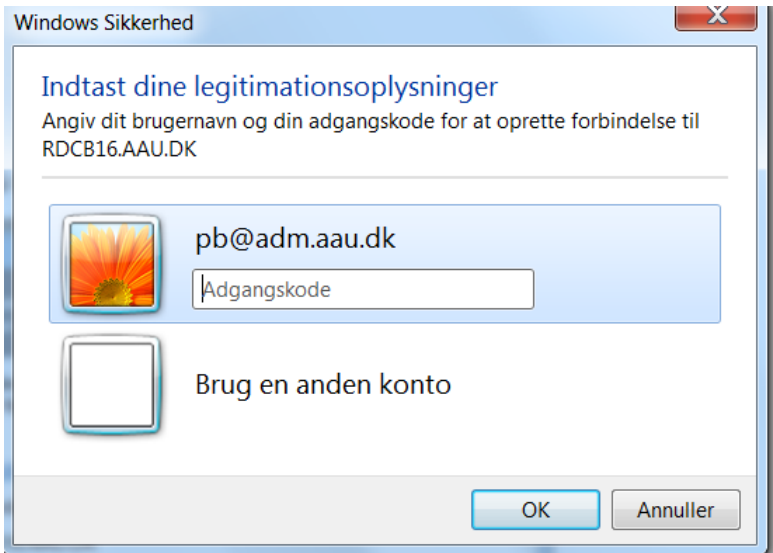 Windows Sikkerhed
Indtast dine legitimationsoplysninger
Angiv dit brugernavn og din adgangskode for at oprette forbindelse til
RDCB16.AAU.DK
pb@adm.aau.dk
Adgangskode
Brug en anden konto
OK
Annuller